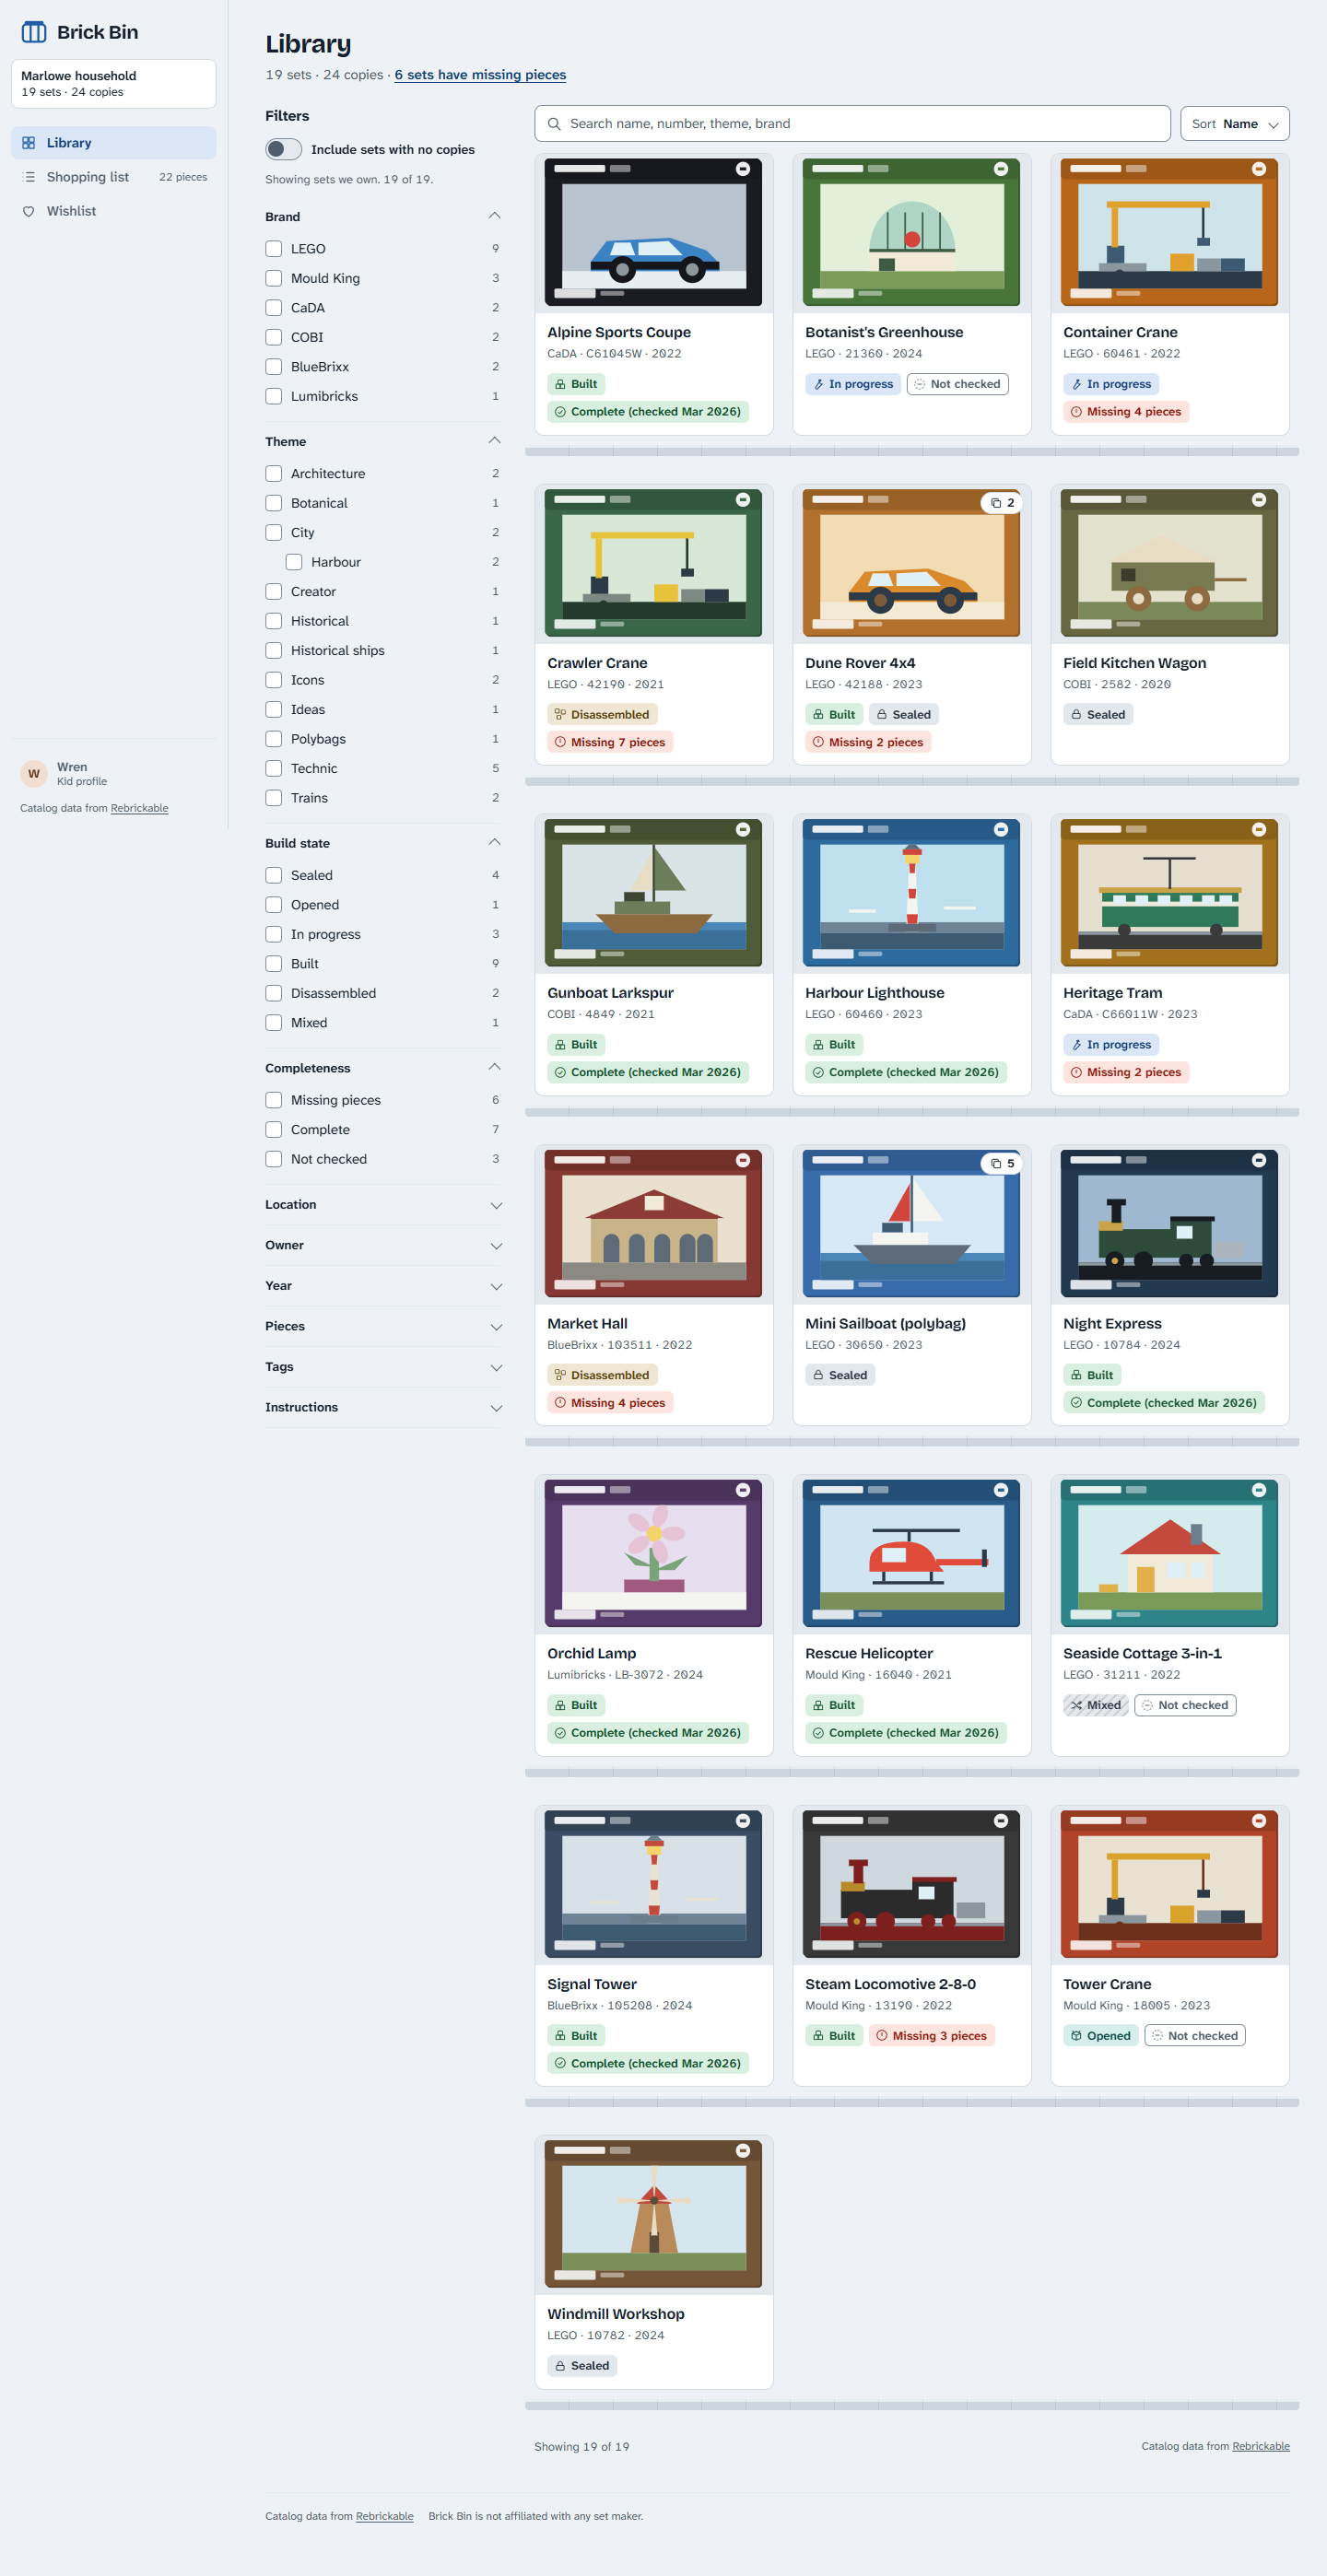 Brick Bin
Marlowe household
19 sets · 24 copies
Library
Shopping list 22 pieces
Wishlist
W
Wren
Kid profile
Catalog data from Rebrickable
Library
19 sets · 24 copies · 6 sets have missing pieces
Filters
Include sets with no copies
Showing sets we own. 19 of 19.
Brand
LEGO 9
Mould King 3
CaDA 2
COBI 2
BlueBrixx 2
Lumibricks 1
Theme
Architecture 2
Botanical 1
City 2
Harbour 2
Creator 1
Historical 1
Historical ships 1
Icons 2
Ideas 1
Polybags 1
Technic 5
Trains 2
Build state
Sealed 4
Opened 1
In progress 3
Built 9
Disassembled 2
Mixed 1
Completeness
Missing pieces 6
Complete 7
Not checked 3
Location
Owner
Year
Pieces
Tags
Instructions
Search name, number, theme, brand
Sort Name
Alpine Sports Coupe
CaDA · C61045W · 2022
Built
Complete (checked Mar 2026)
Botanist's Greenhouse
LEGO · 21360 · 2024
In progress Not checked
Container Crane
LEGO · 60461 · 2022
In progress
Missing 4 pieces
Crawler Crane
LEGO · 42190 · 2021
Disassembled
Missing 7 pieces
2
Dune Rover 4x4
LEGO · 42188 · 2023
Built Sealed
Missing 2 pieces
Field Kitchen Wagon
COBI · 2582 · 2020
Sealed
Gunboat Larkspur
COBI · 4849 · 2021
Built
Complete (checked Mar 2026)
Harbour Lighthouse
LEGO · 60460 · 2023
Built
Complete (checked Mar 2026)
Heritage Tram
CaDA · C66011W · 2023
In progress
Missing 2 pieces
Market Hall
BlueBrixx · 103511 · 2022
Disassembled
Missing 4 pieces
5
Mini Sailboat (polybag)
LEGO · 30650 · 2023
Sealed
Night Express
LEGO · 10784 · 2024
Built
Complete (checked Mar 2026)
Orchid Lamp
Lumibricks · LB-3072 · 2024
Built
Complete (checked Mar 2026)
Rescue Helicopter
Mould King · 16040 · 2021
Built
Complete (checked Mar 2026)
Seaside Cottage 3-in-1
LEGO · 31211 · 2022
Mixed Not checked
Signal Tower
BlueBrixx · 105208 · 2024
Built
Complete (checked Mar 2026)
Steam Locomotive 2-8-0
Mould King · 13190 · 2022
Built Missing 3 pieces
Tower Crane
Mould King · 18005 · 2023
Opened Not checked
Windmill Workshop
LEGO · 10782 · 2024
Sealed
Showing 19 of 19
Catalog data from Rebrickable
Catalog data from Rebrickable Brick Bin is not affiliated with any set maker.